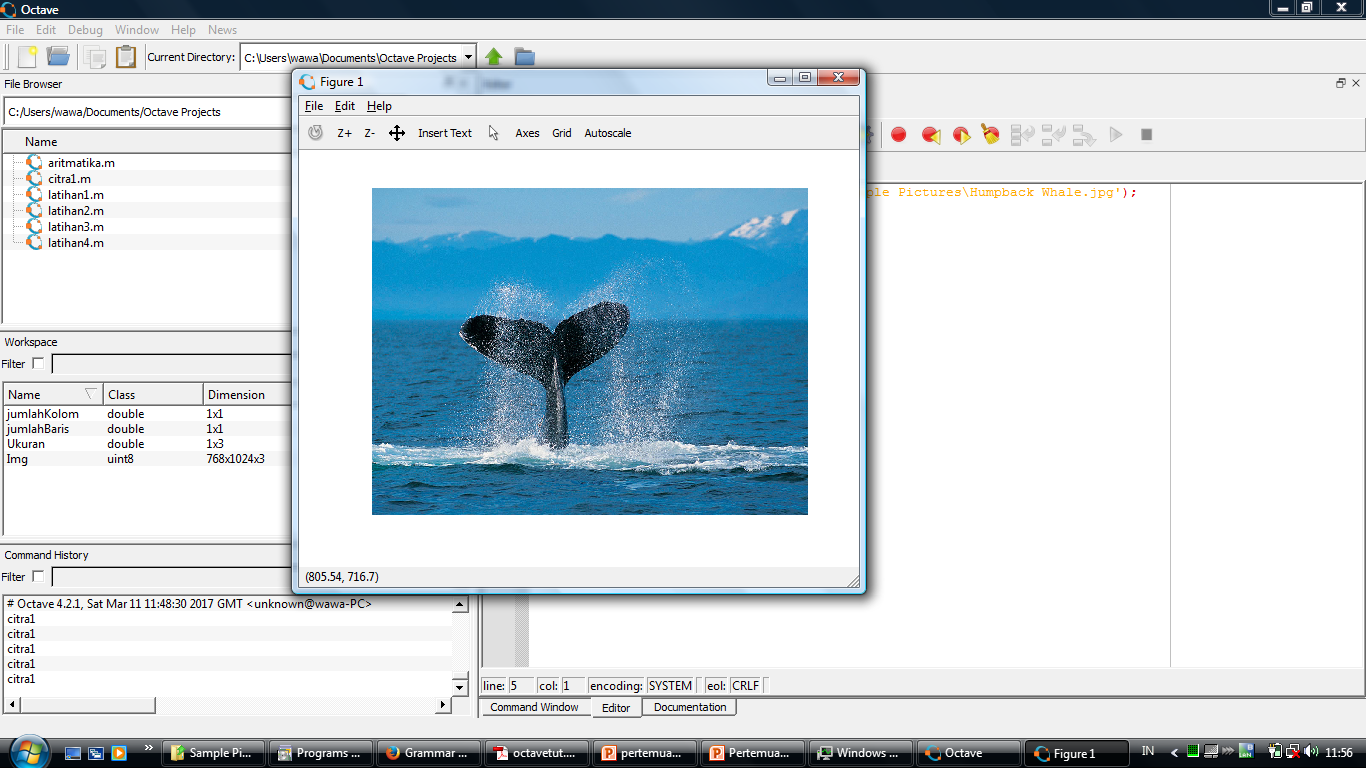 Octave
File Edit Debug Window Help News
Current Directory: C:\Users\wawa\Documents\Octave Projects
File Browser
C:/Users/wawa/Documents/Octave Projects
Name
aritmatika.m
citra1.m
latihan1.m
latihan2.m
latihan3.m
latihan4.m
Workspace
Filter
Name Class Dimension
jumlahKolom double 1x1
jumlahBaris double 1x1
Ukuran double 1x3
Img uint8 768x1024x3
Command History
Filter
# Octave 4.2.1, Sat Mar 11 11:48:30 2017 GMT <unknown@wawa-PC>
citra1
citra1
citra1
citra1
citra1
Figure 1
File Edit Help
Z+ Z- Insert Text Axes Grid Autoscale
(805.54, 716.7)
ple Pictures\Humpback Whale.jpg');
line: 5 col: 1 encoding: SYSTEM eol: CRLF
Command Window Editor Documentation
Sample Pi... Programs ... Grammar ... octavetut.... pertemua... Pertemua... Windows ... Octave Figure 1 IN 11:56